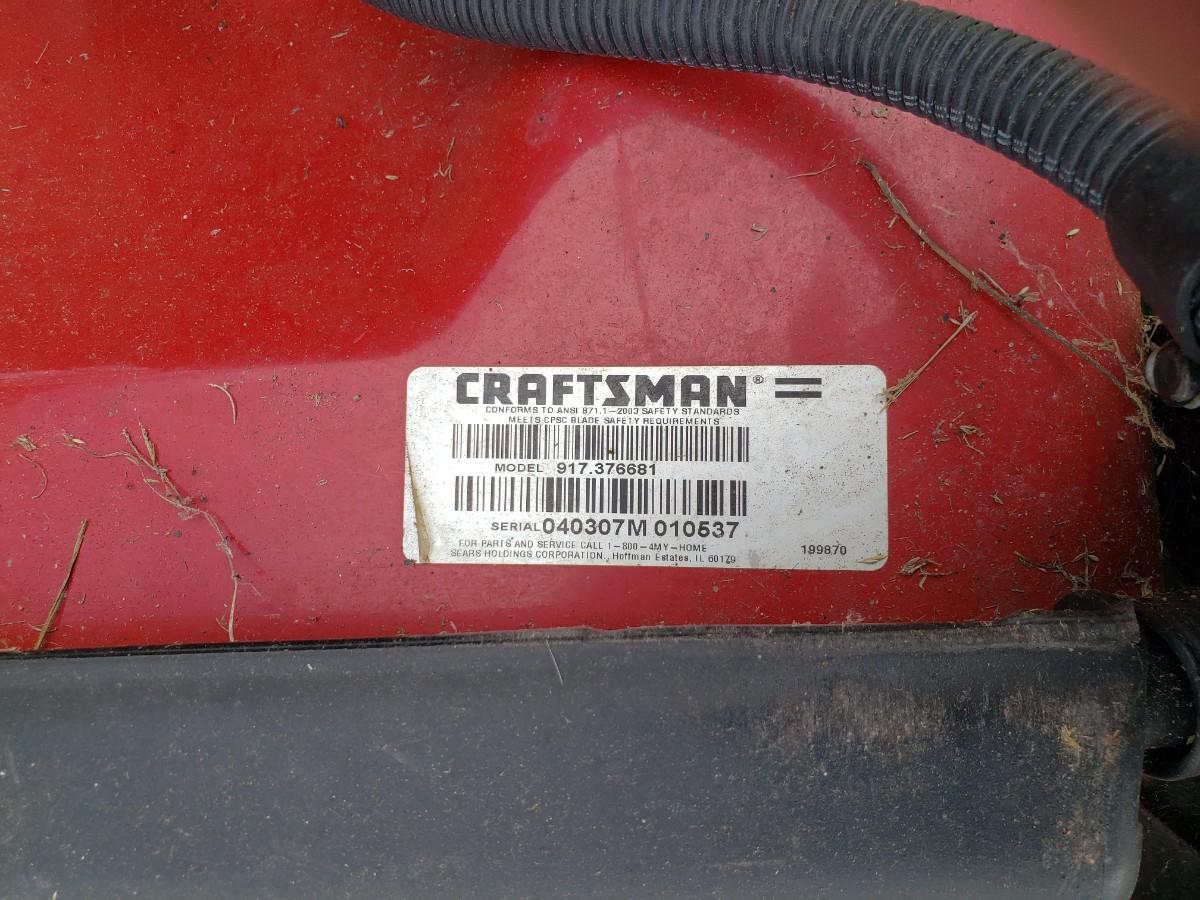 CRAFTSMAN®
CONFORMS TO ANSI B71.1-2003 SAFETY STANDARDS
MEETS CPSC BLADE SAFETY REQUIREMENTS
MODEL 917.376681
SERIAL 040307M 010537
FOR PARTS AND SERVICE CALL 1-800-4MY-HOME
SEARS HOLDINGS CORPORATION., Hoffman Estates, IL 60179
199870